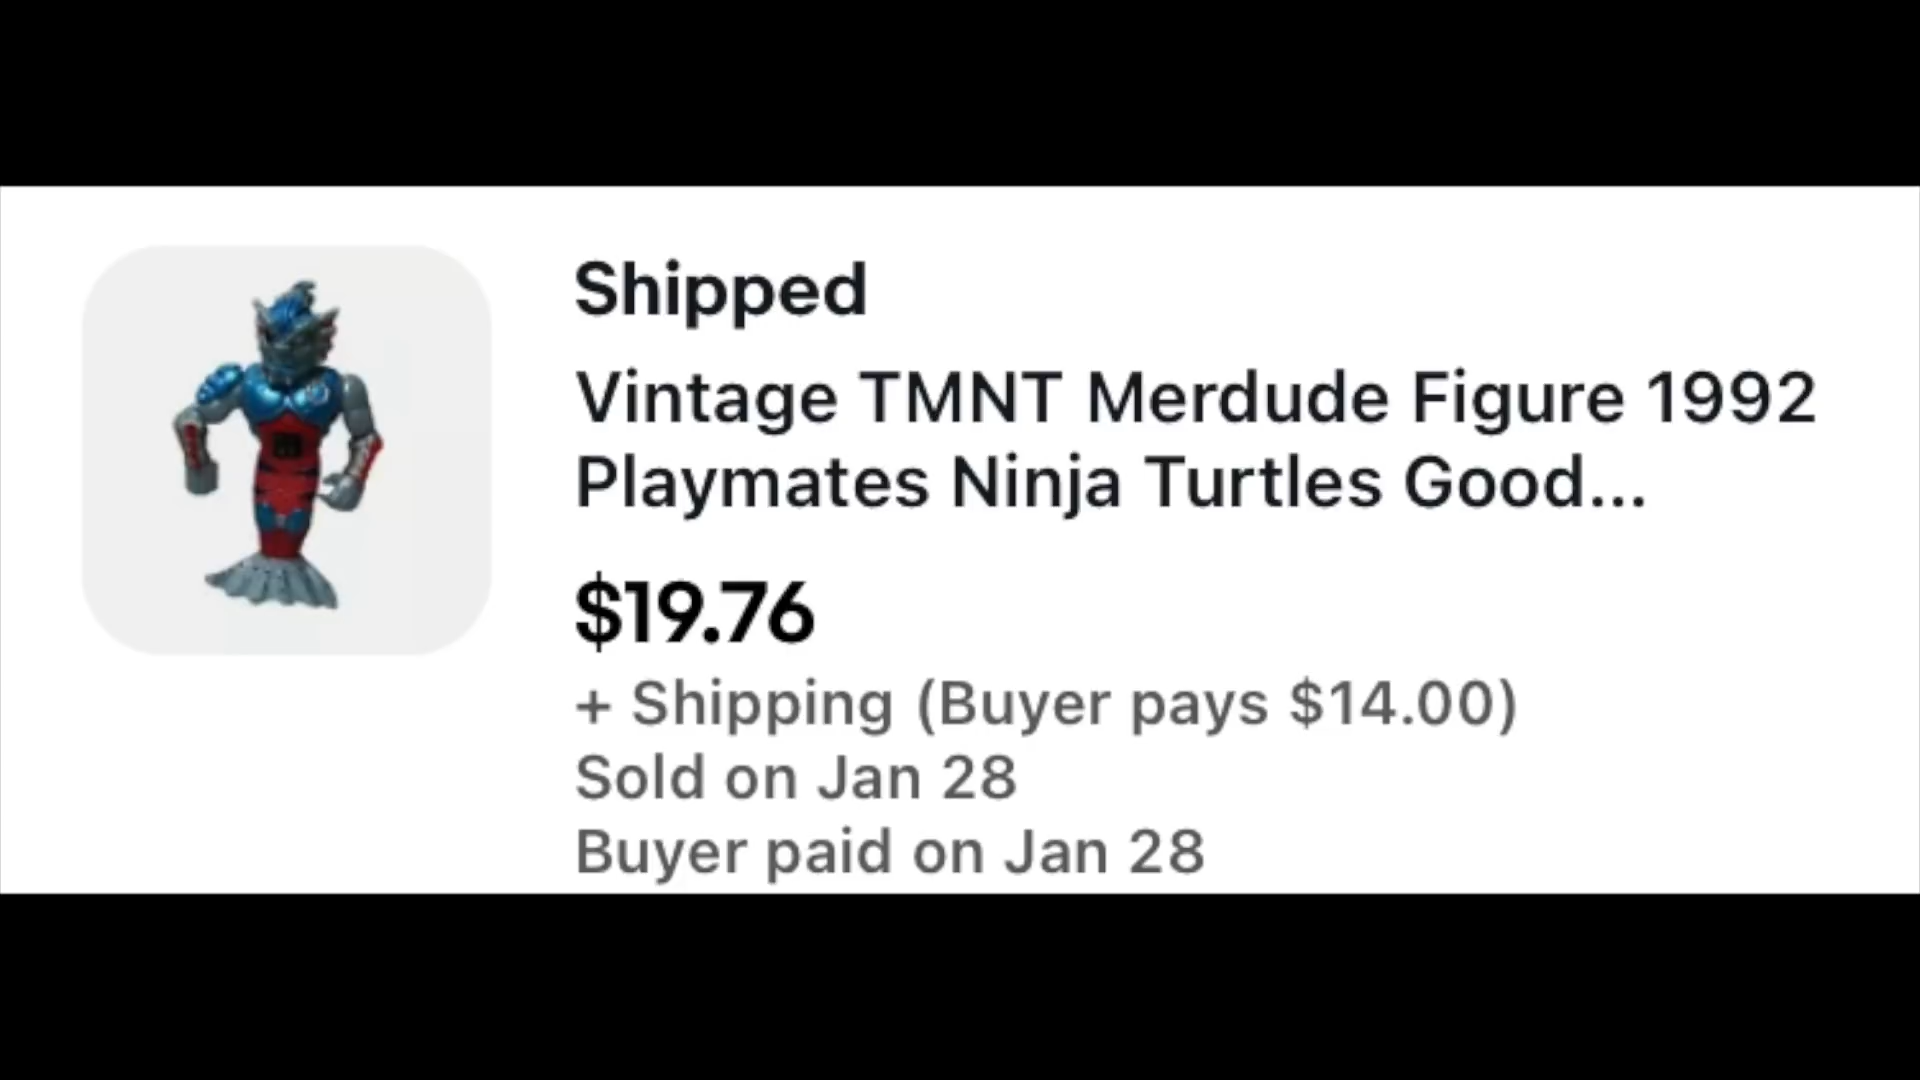 Shipped
Vintage TMNT Merdude Figure 1992
Playmates Ninja Turtles Good...
$19.76
+ Shipping (Buyer pays $14.00)
Sold on Jan 28
Buyer paid on Jan 28